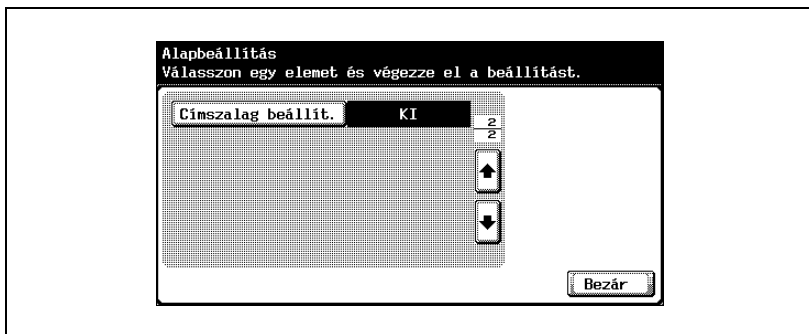 Alapbeállítás
Válasszon egy elemet és végezze el a beállítást.
Címszalag beállít. KI
2
2
Bezár